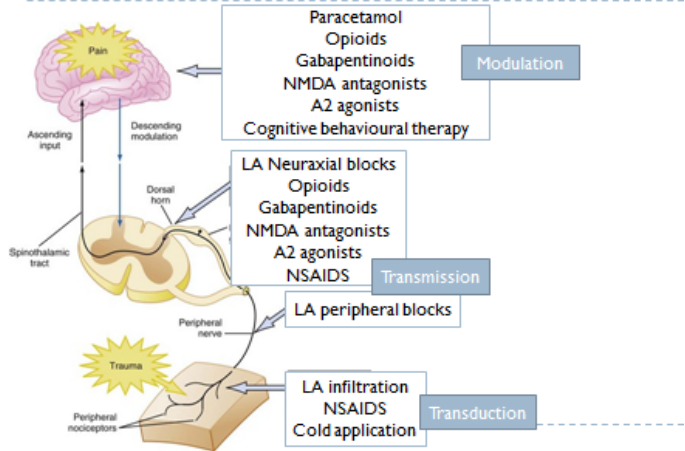 Paracetamol
Opioids
Gabapentinoids
NMDA antagonists
A2 agonists
Cognitive behavioural therapy
Modulation
Pain
Ascending
input
Descending
modulation
LA Neuraxial blocks
Opioids
Gabapentinoids
NMDA antagonists
A2 agonists
NSAIDS
Transmission
Dorsal
horn
Spinothalamic
tract
LA peripheral blocks
Peripheral
nerve
Trauma
LA infiltration
NSAIDS
Cold application
Transduction
Peripheral
nociceptors